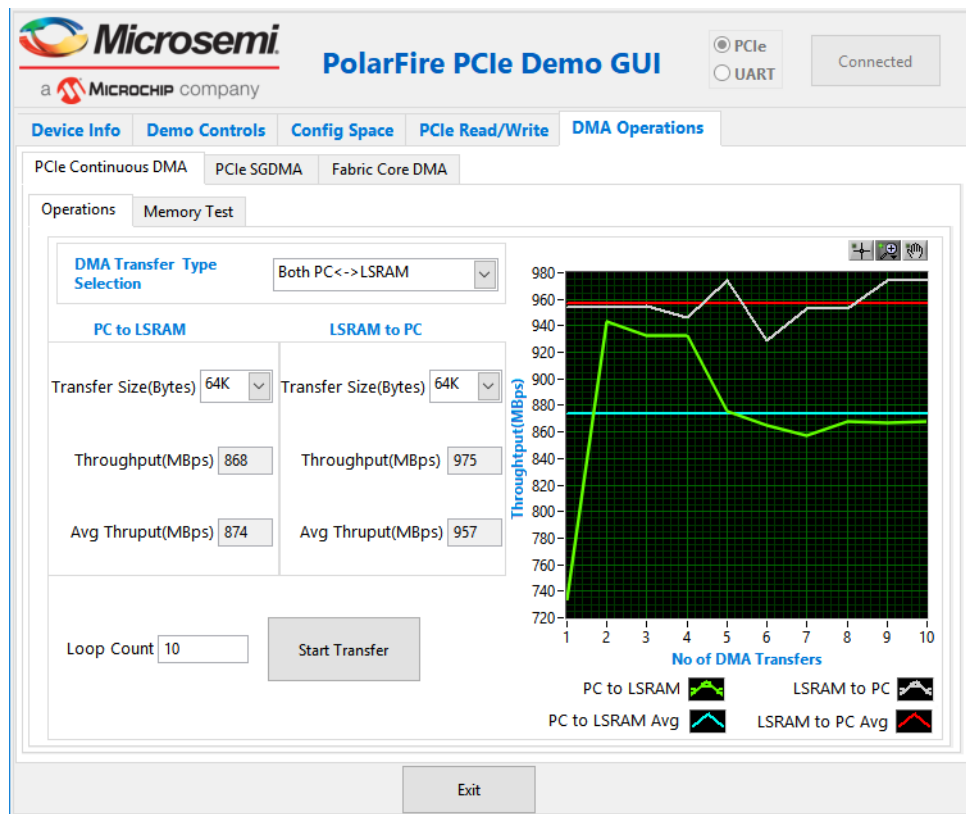 Microsemi.
a MICROCHIP company
PolarFire PCIe Demo GUI
PCIe
UART
Connected
Device Info Demo Controls Config Space PCIe Read/Write DMA Operations
PCIe Continuous DMA PCIe SGDMA Fabric Core DMA
Operations Memory Test
DMA Transfer Type
Selection
Both PC<->LSRAM
PC to LSRAM LSRAM to PC
Transfer Size(Bytes) 64K Transfer Size(Bytes) 64K
Throughput(MBps) 868 Throughput(MBps) 975
Avg Thruput(MBps) 874 Avg Thruput(MBps) 957
Loop Count 10 Start Transfer
Throughtput(MBps)
980
960
940
920
900
880
860
840
820
800
780
760
740
720
1 2 3 4 5 6 7 8 9 10
No of DMA Transfers
PC to LSRAM LSRAM to PC
PC to LSRAM Avg LSRAM to PC Avg
Exit